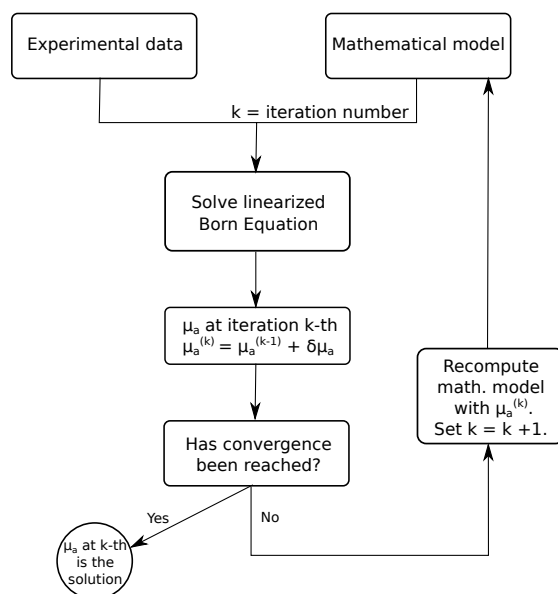 Experimental data
Mathematical model
k = iteration number
Solve linearized
Born Equation
μₐ at iteration k-th
μₐ⁽ᵏ⁾ = μₐ⁽ᵏ⁻¹⁾ + δμₐ
Recompute
math. model
with μₐ⁽ᵏ⁾.
Set k = k +1.
Has convergence
been reached?
Yes
No
μₐ at k-th
is the
solution